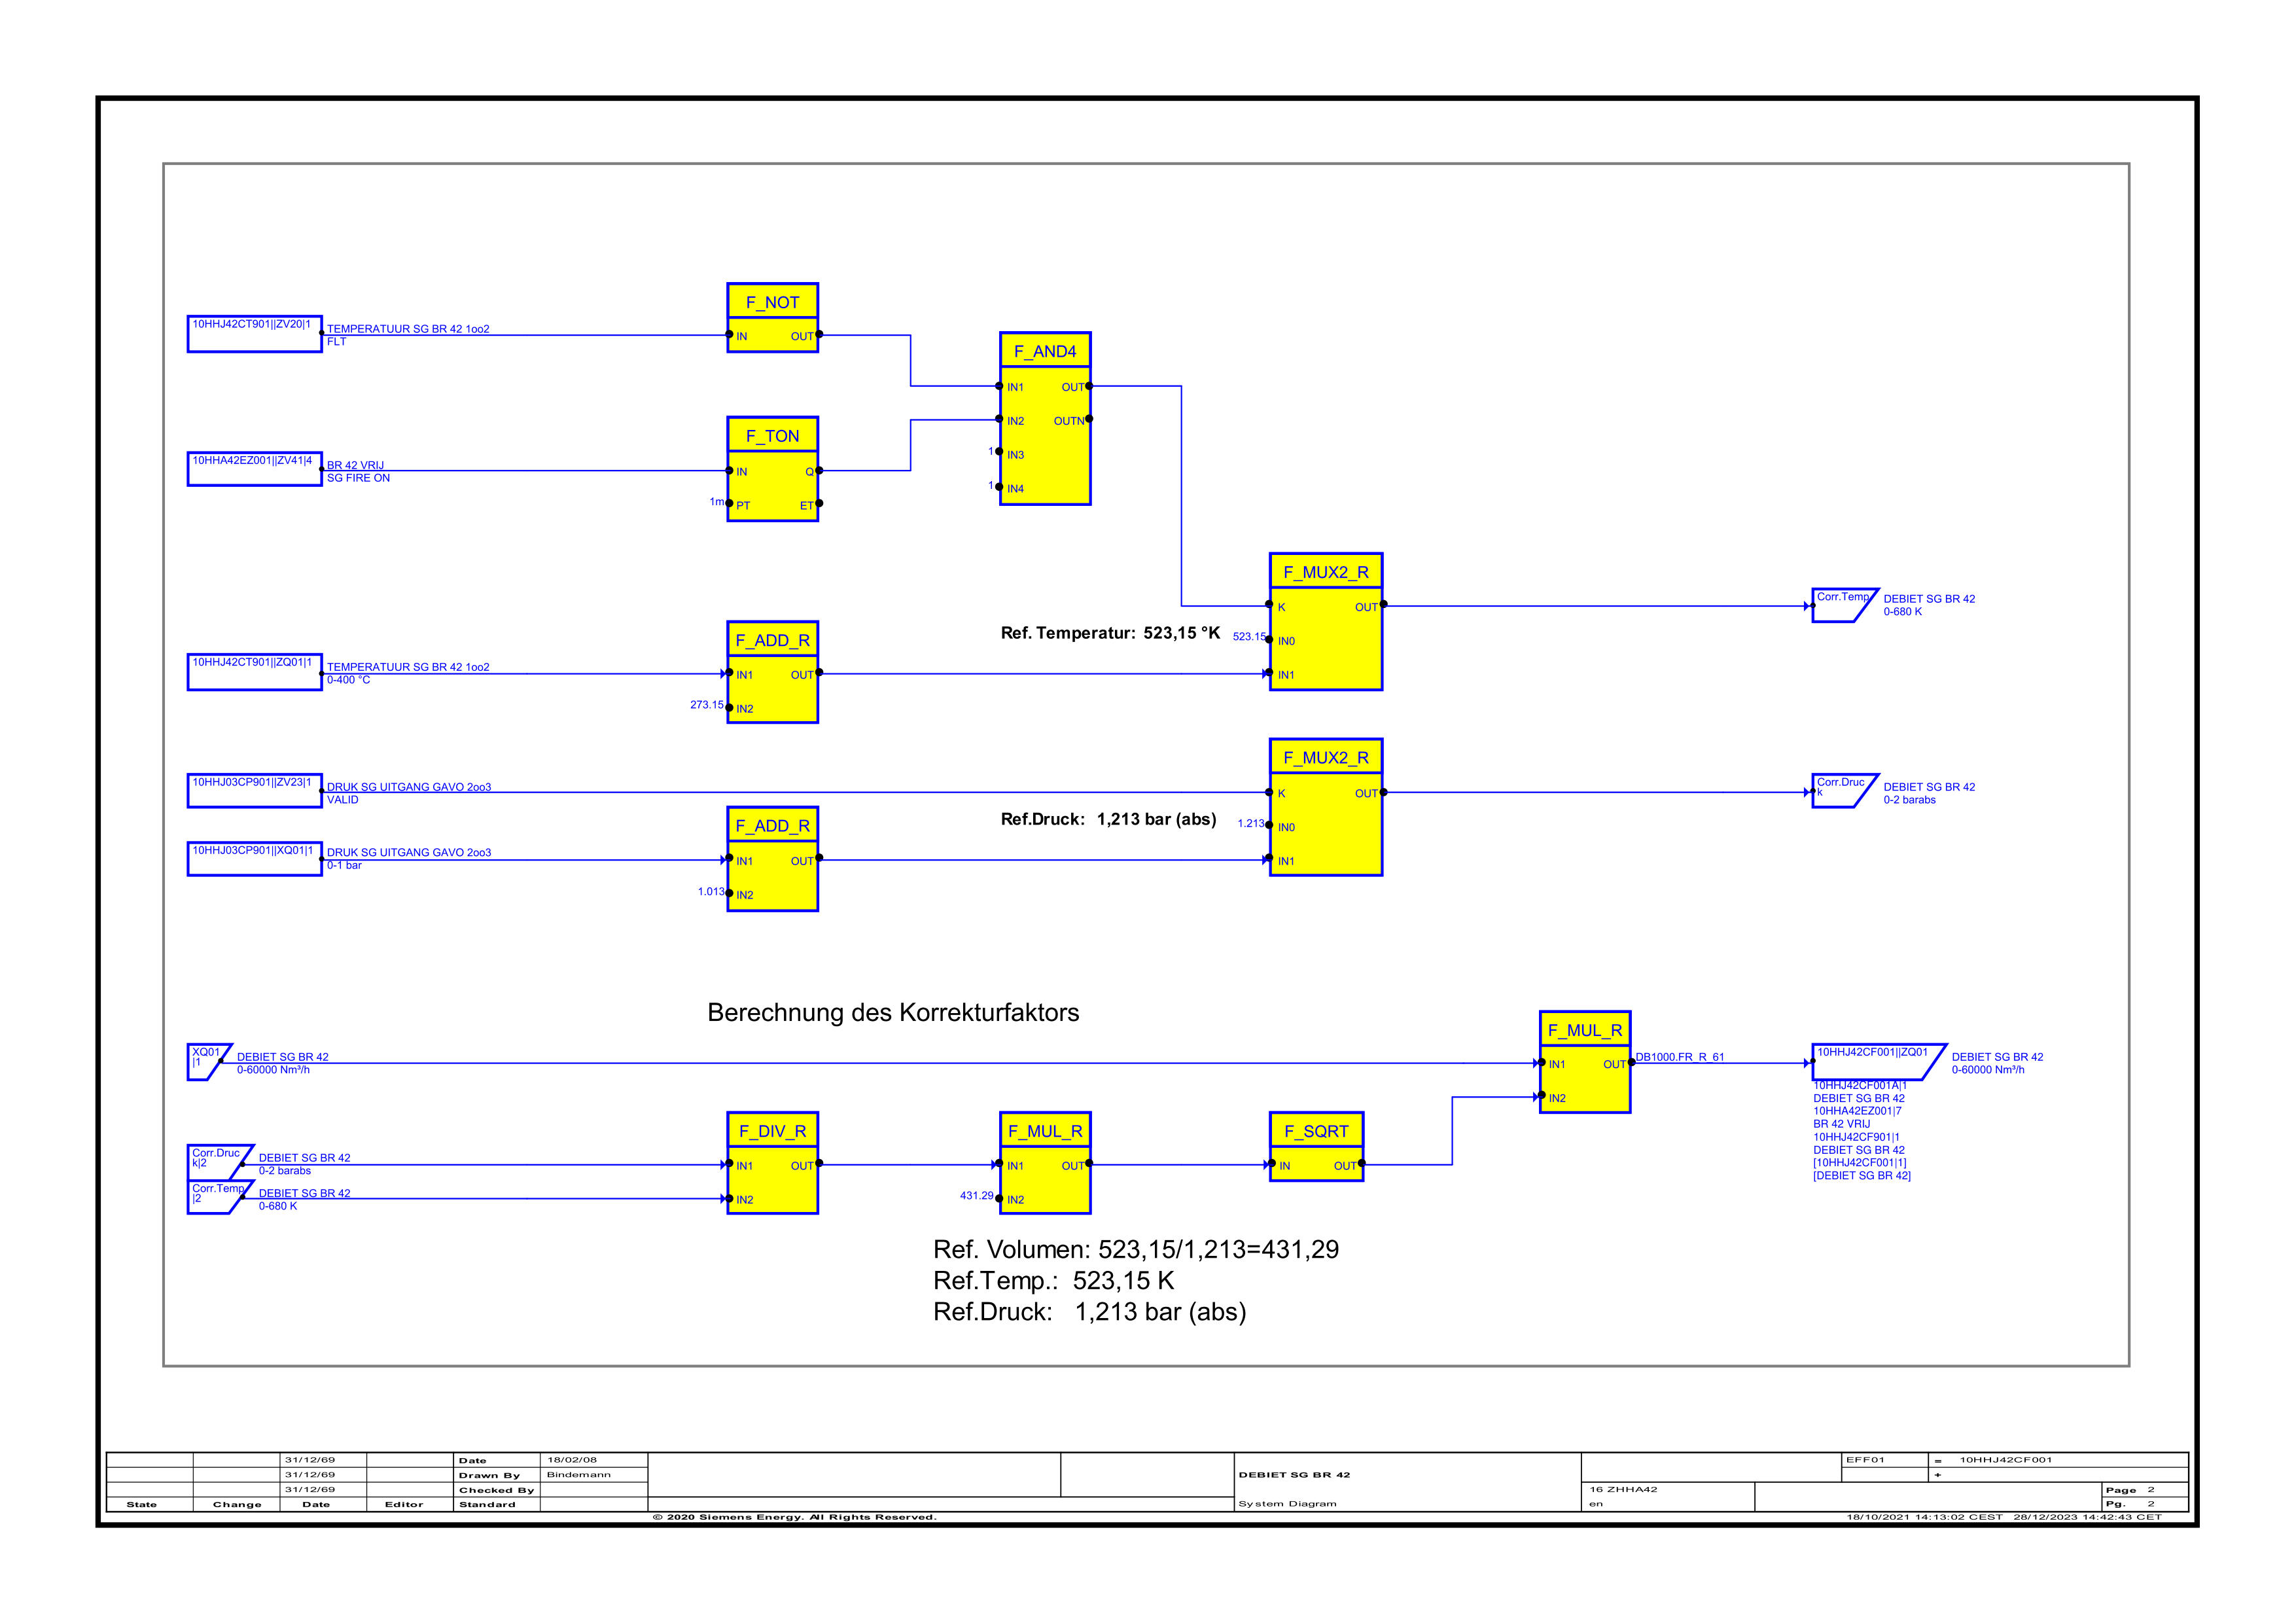 F_NOT
10HHJ42CT901||ZV20|1
TEMPERATUUR SG BR 42 1oo2
FLT
IN
OUT
F_AND4
IN1
OUT
IN2
OUTN
1
IN3
1
IN4
F_TON
10HHA42EZ001||ZV41|4
BR 42 VRIJ
SG FIRE ON
IN
Q
1m
PT
ET
F_MUX2_R
K
OUT
Corr.Temp
DEBIET SG BR 42
0-680 K
Ref. Temperatur: 523,15 °K
523.15
IN0
IN1
F_ADD_R
10HHJ42CT901||ZQ01|1
TEMPERATUUR SG BR 42 1oo2
0-400 °C
IN1
OUT
273.15
IN2
F_MUX2_R
10HHJ03CP901||ZV23|1
DRUK SG UITGANG GAVO 2oo3
VALID
K
OUT
Corr.Druc
k
DEBIET SG BR 42
0-2 barabs
Ref.Druck: 1,213 bar (abs)
1.213
IN0
IN1
F_ADD_R
10HHJ03CP901||XQ01|1
DRUK SG UITGANG GAVO 2oo3
0-1 bar
IN1
OUT
1.013
IN2
Berechnung des Korrekturfaktors
F_MUL_R
XQ01
|1
DEBIET SG BR 42
0-60000 Nm³/h
IN1
OUT
DB1000.FR_R_61
IN2
10HHJ42CF001||ZQ01
DEBIET SG BR 42
0-60000 Nm³/h
10HHJ42CF001A|1
DEBIET SG BR 42
10HHA42EZ001|7
BR 42 VRIJ
10HHJ42CF901|1
DEBIET SG BR 42
[10HHJ42CF001|1]
[DEBIET SG BR 42]
F_DIV_R
F_MUL_R
F_SQRT
Corr.Druc
k|2
DEBIET SG BR 42
0-2 barabs
IN1
OUT
IN1
OUT
IN
OUT
Corr.Temp
|2
DEBIET SG BR 42
0-680 K
IN2
431.29
IN2
Ref. Volumen: 523,15/1,213=431,29
Ref.Temp.: 523,15 K
Ref.Druck: 1,213 bar (abs)
31/12/69
Date
18/02/08
31/12/69
Drawn By
Bindemann
31/12/69
Checked By
State
Change
Date
Editor
Standard
DEBIET SG BR 42
System Diagram
16 ZHHA42
en
EFF01
=
10HHJ42CF001
+
Page 2
Pg. 2
© 2020 Siemens Energy. All Rights Reserved.
18/10/2021 14:13:02 CEST 28/12/2023 14:42:43 CET